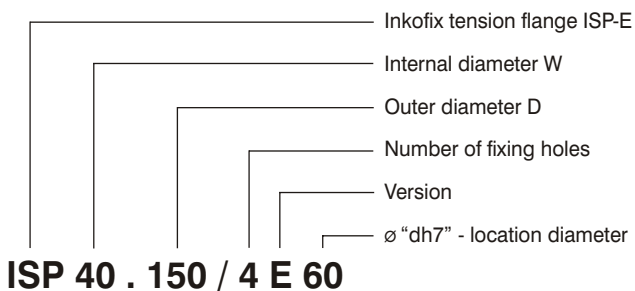 Inkofix tension flange ISP-E
Internal diameter W
Outer diameter D
Number of fixing holes
Version
ø “dh7” - location diameter
ISP 40 . 150 / 4 E 60